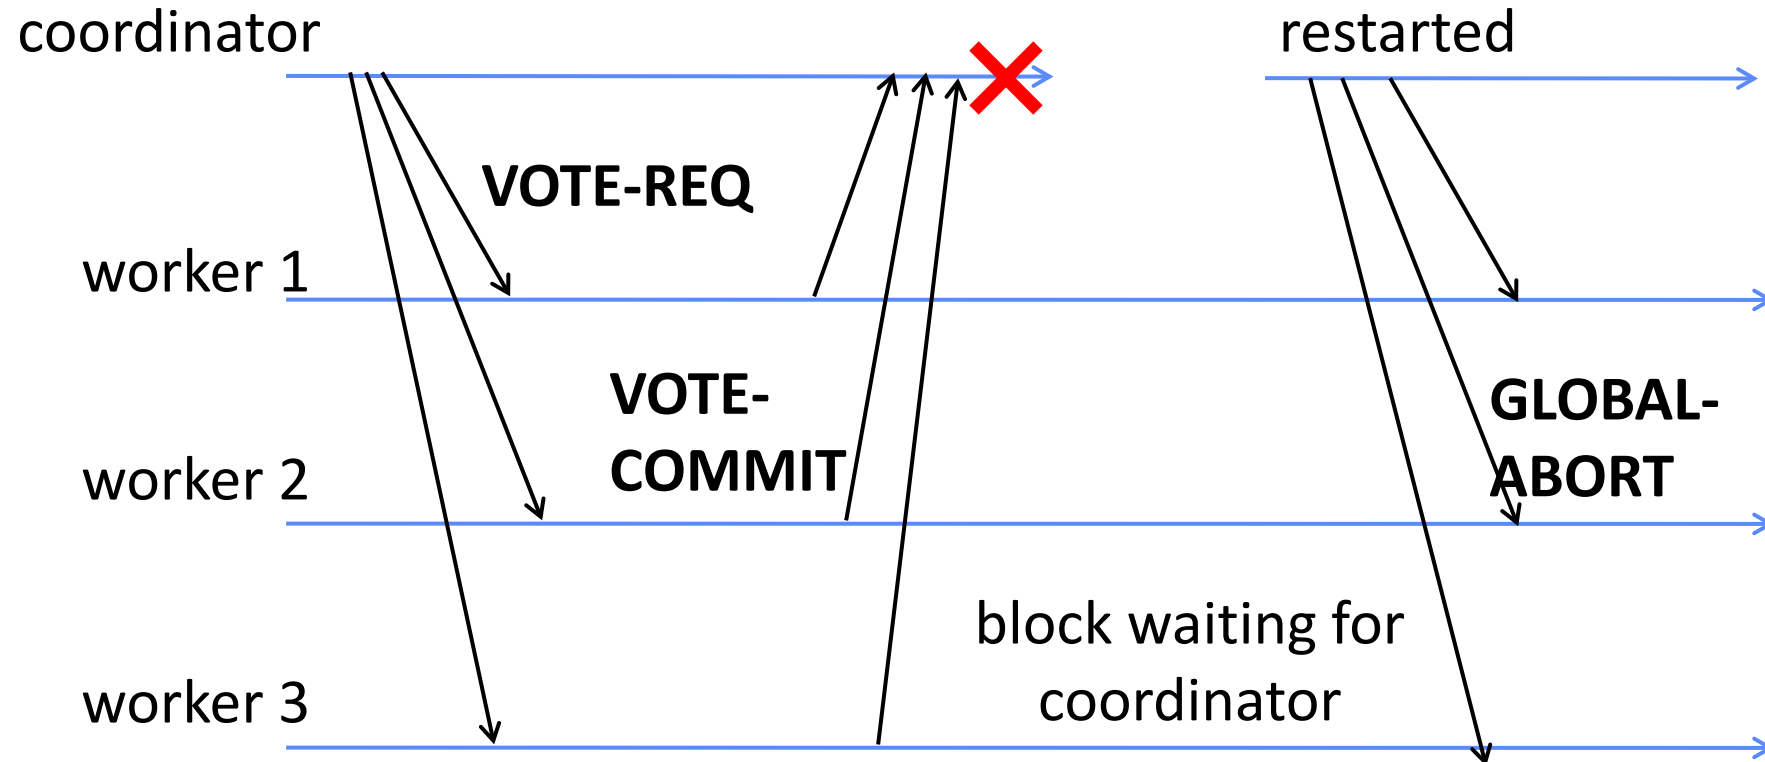 coordinator
restarted
VOTE-REQ
worker 1
VOTE-
COMMIT
GLOBAL-
ABORT
worker 2
block waiting for
coordinator
worker 3